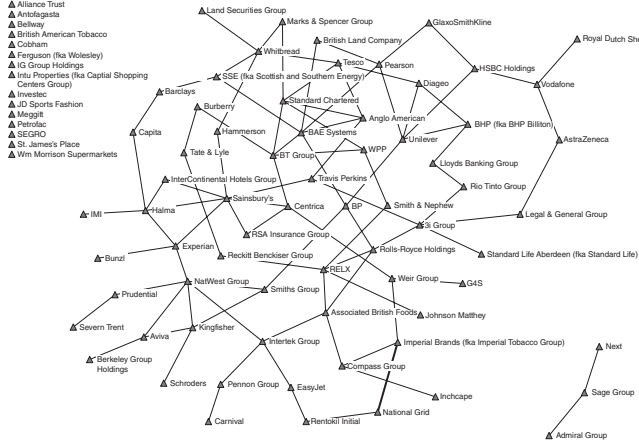 Alliance Trust
Antofagasta
Bellway
British American Tobacco
Cobham
Ferguson (fka Wolesley)
IG Group Holdings
Intu Properties (fka Captial Shopping
Centers Group)
Investec
JD Sports Fashion
Meggitt
Petrofac
SEGRO
St. James's Place
Wm Morrison Supermarkets
Land Securities Group
Marks & Spencer Group
GlaxoSmithKline
British Land Company
Royal Dutch She
Whitbread
Tesco
Pearson
HSBC Holdings
SSE (fka Scottish and Southern Energy)
Diageo
Vodafone
Barclays
Burberry
Standard Chartered
Anglo American
BHP (fka BHP Billiton)
Capita
Hammerson
BAE Systems
Unilever
AstraZeneca
Tate & Lyle
BT Group
WPP
Lloyds Banking Group
InterContinental Hotels Group
Travis Perkins
Rio Tinto Group
Sainsbury's
Centrica
BP
Smith & Nephew
IMI
Halma
3i Group
Legal & General Group
RSA Insurance Group
Experian
Rolls-Royce Holdings
Bunzl
Reckitt Benckiser Group
Standard Life Aberdeen (fka Standard Life)
RELX
NatWest Group
Smiths Group
Weir Group
G4S
Prudential
Associated British Foods
Johnson Matthey
Severn Trent
Aviva
Kingfisher
Intertek Group
Imperial Brands (fka Imperial Tobacco Group)
Next
Berkeley Group
Holdings
Compass Group
Schroders
Pennon Group
EasyJet
Inchcape
Sage Group
Carnival
Rentokil Initial
National Grid
Admiral Group